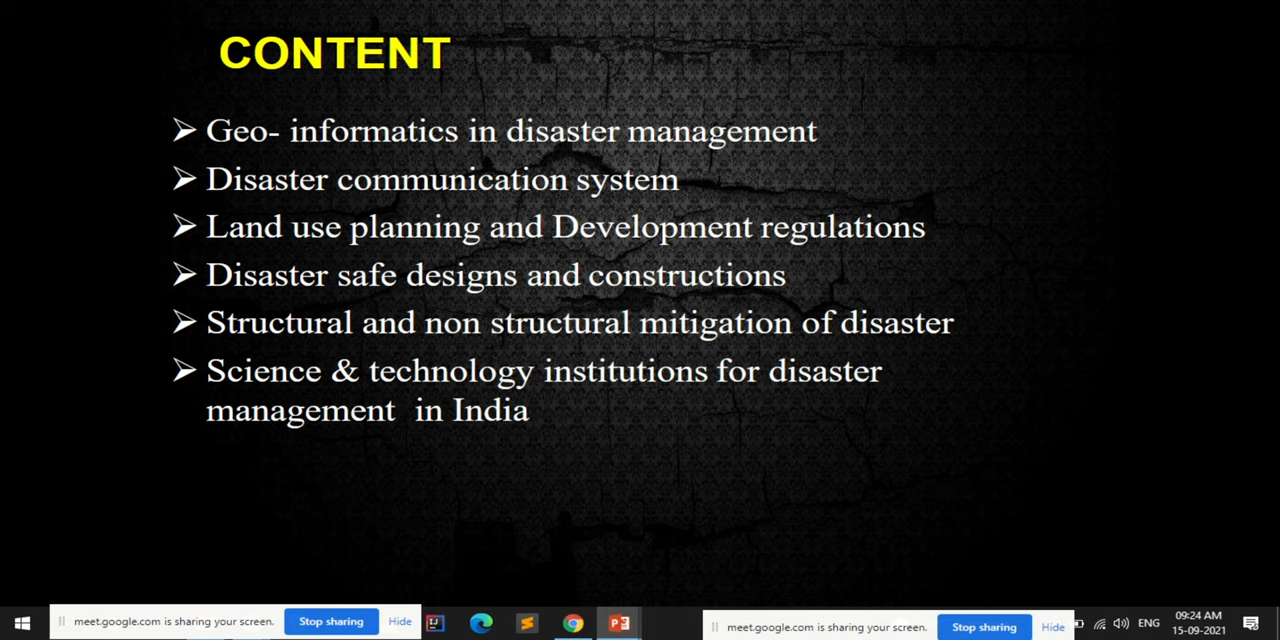 CONTENT
➢ Geo- informatics in disaster management
➢ Disaster communication system
➢ Land use planning and Development regulations
➢ Disaster safe designs and constructions
➢ Structural and non structural mitigation of disaster
➢ Science & technology institutions for disaster
management in India
meet.google.com is sharing your screen. Stop sharing Hide
meet.google.com is sharing your screen. Stop sharing Hide
ENG
09:24 AM
15-09-2021